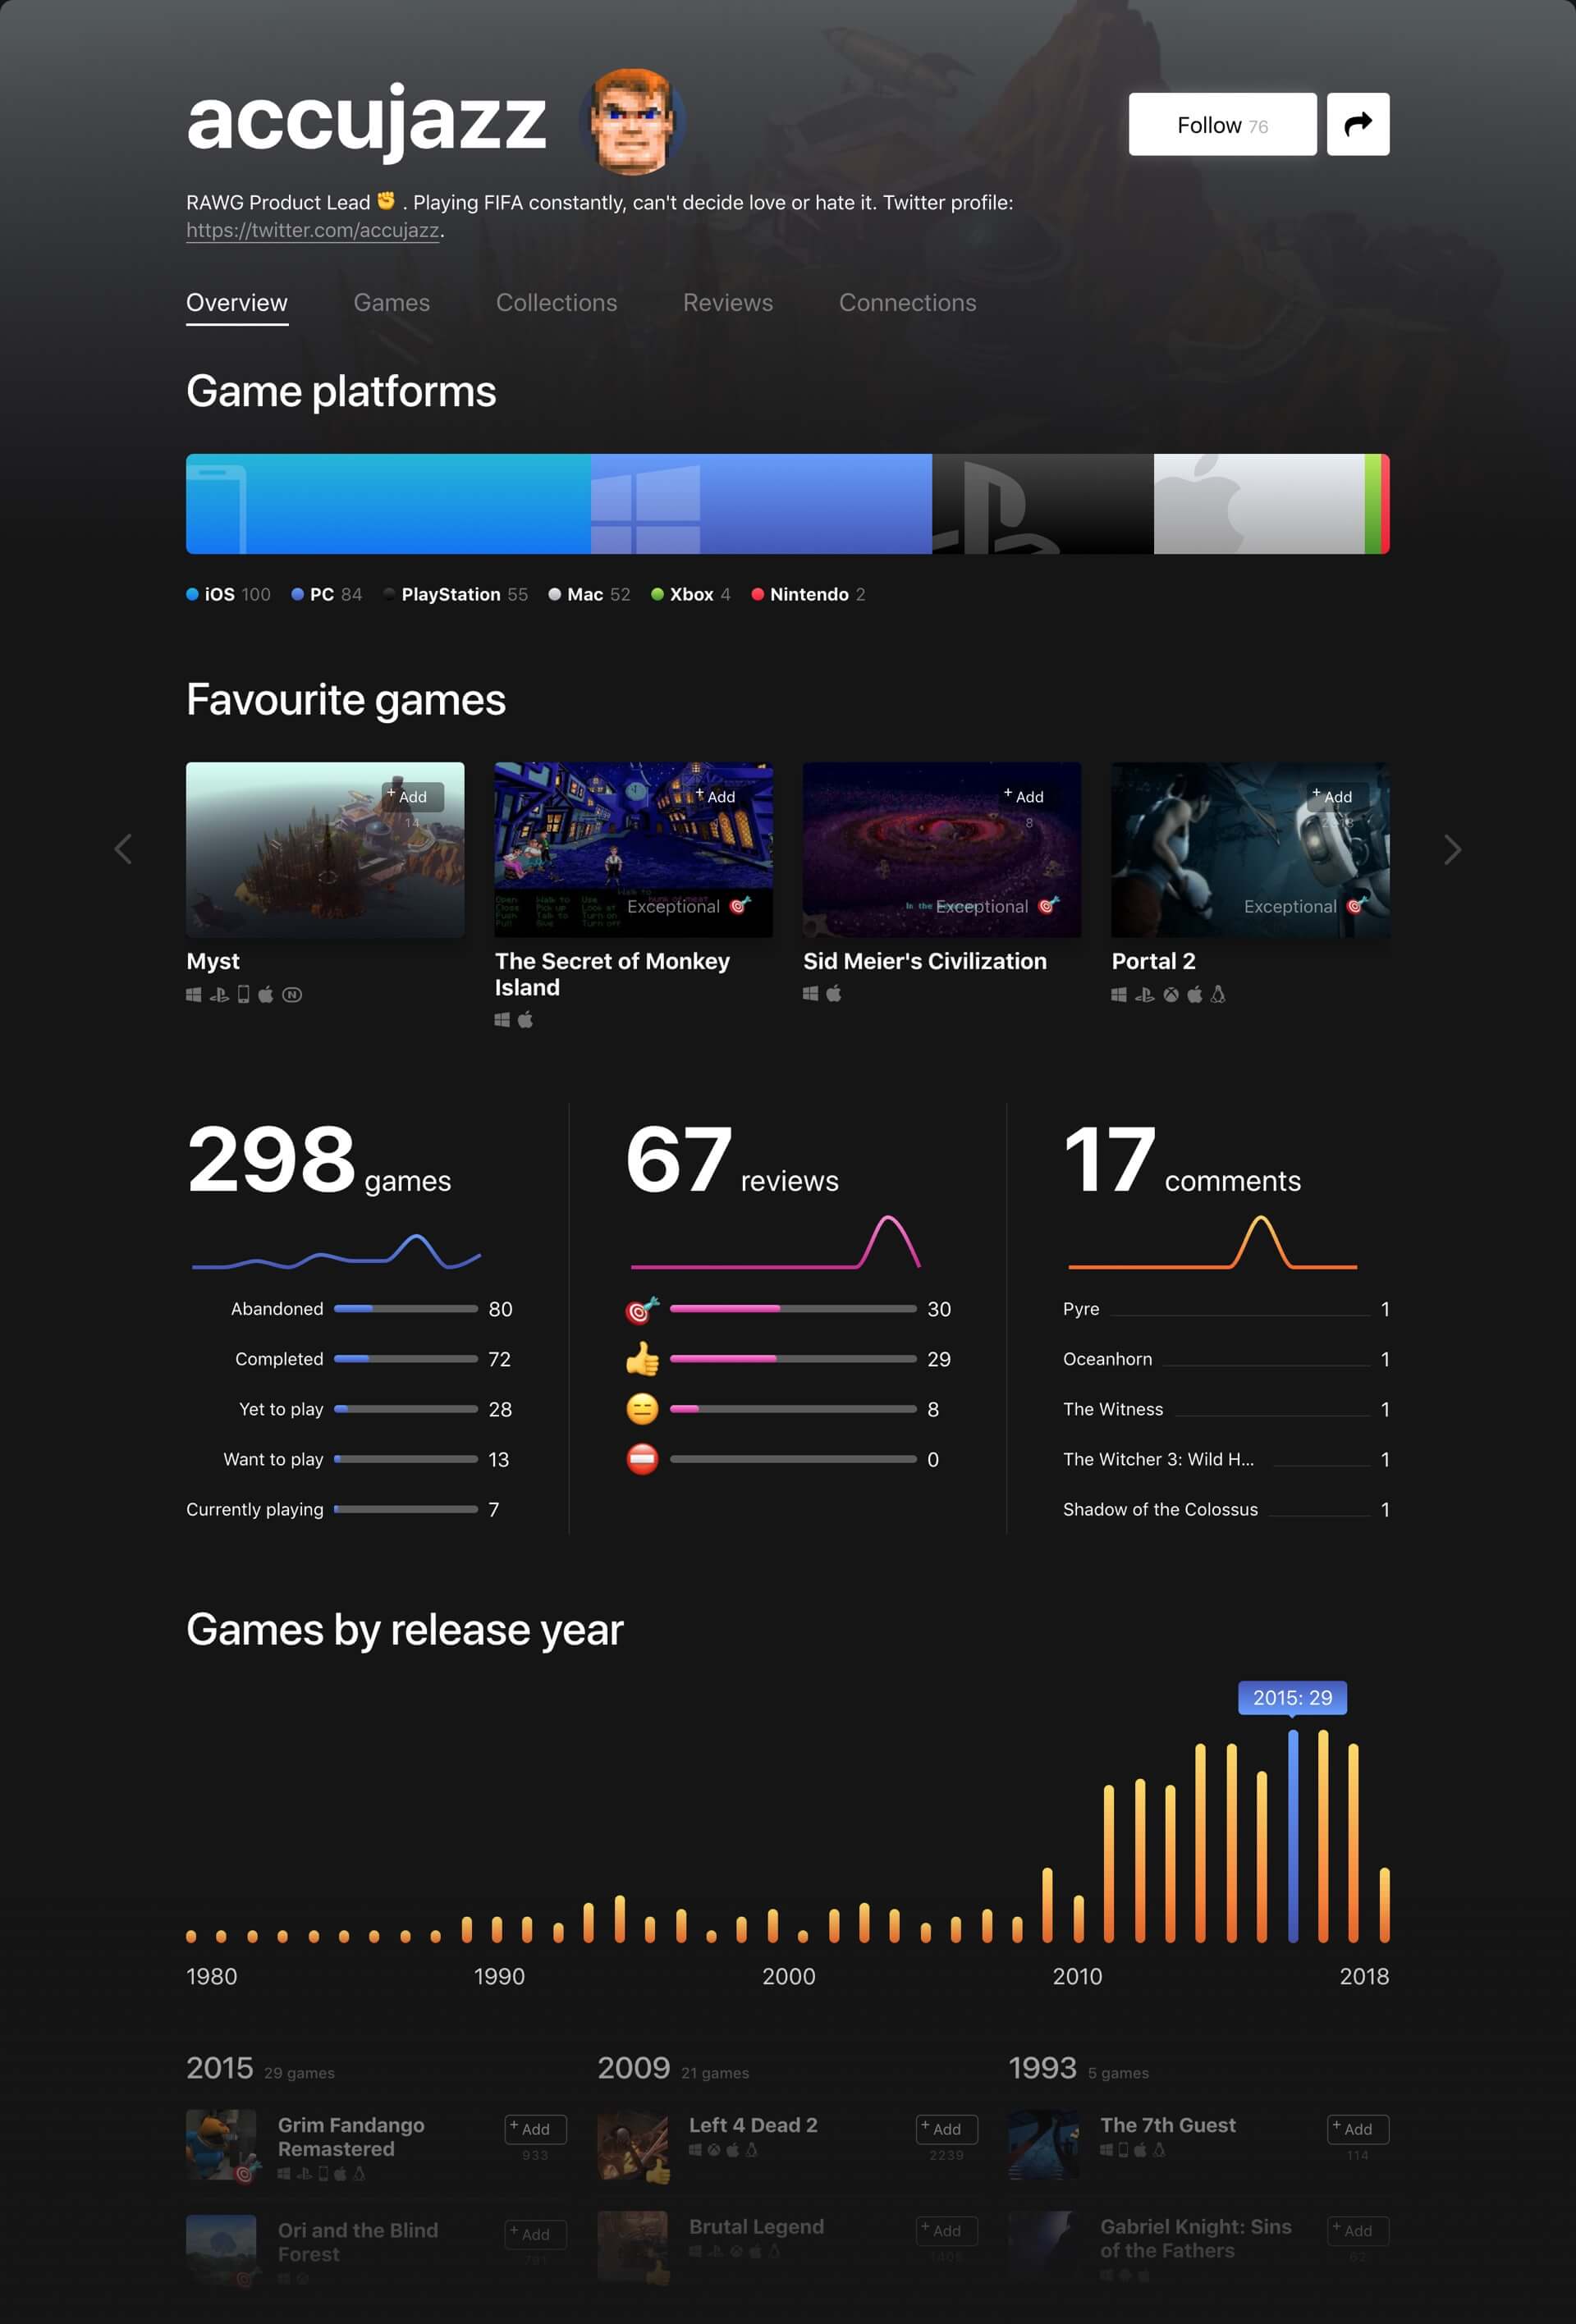 accujazz
Follow 76
RAWG Product Lead ✊ . Playing FIFA constantly, can't decide love or hate it. Twitter profile:
https://twitter.com/accujazz.
Overview Games Collections Reviews Connections
Game platforms
iOS 100 PC 84 PlayStation 55 Mac 52 Xbox 4 Nintendo 2
Favourite games
+ Add + Add + Add + Add
14 8
Exceptional Exceptional Exceptional
Myst The Secret of Monkey Island Sid Meier's Civilization Portal 2
298 games
67 reviews
17 comments
Abandoned 80
Completed 72
Yet to play 28
Want to play 13
Currently playing 7
30
29
8
0
Pyre 1
Oceanhorn 1
The Witness 1
The Witcher 3: Wild H... 1
Shadow of the Colossus 1
Games by release year
2015: 29
1980 1990 2000 2010 2018
2015 29 games
Grim Fandango
Remastered
+ Add
933
Ori and the Blind
Forest
+ Add
2009 21 games
Left 4 Dead 2
+ Add
2239
Brutal Legend
+ Add
1993 5 games
The 7th Guest
+ Add
114
Gabriel Knight: Sins
of the Fathers
+ Add